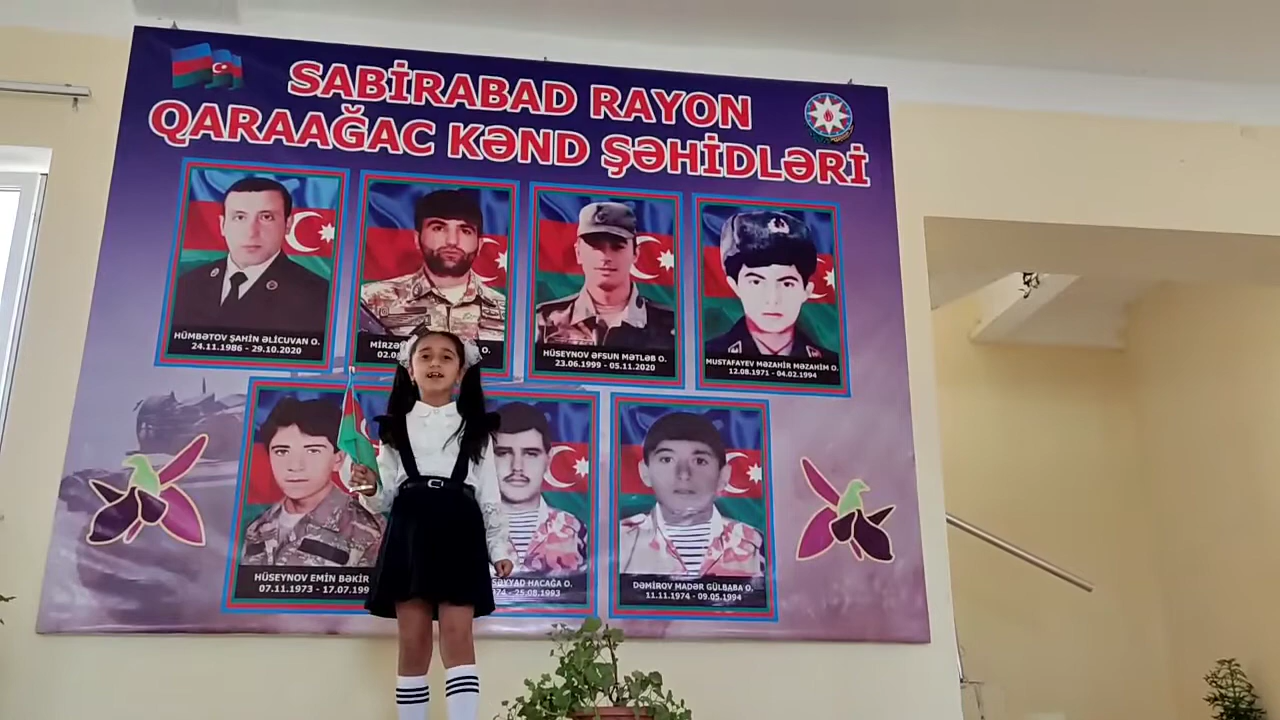 SABİRABAD RAYON
QARAAĞAC KƏND ŞƏHİDLƏRİ
HÜMBƏTOV ŞAHİN ƏLİCUVAN O.
24.11.1986 - 29.10.2020
O.
02.0
HÜSEYNOV ƏFSUN MƏTLƏB O.
23.06.1999 - 05.11.2020
MUSTAFAYEV MƏZAHİR MƏZAHİM O.
12.08.1971 - 04.02.1994
HÜSEYNOV EMİN BƏKİR
07.11.1973 - 17.07.199
SƏYYAD HACAĞA O.
974 - 25.08.1993
DƏMİROV MADƏR GÜLBABA O.
11.11.1974 - 09.05.1994